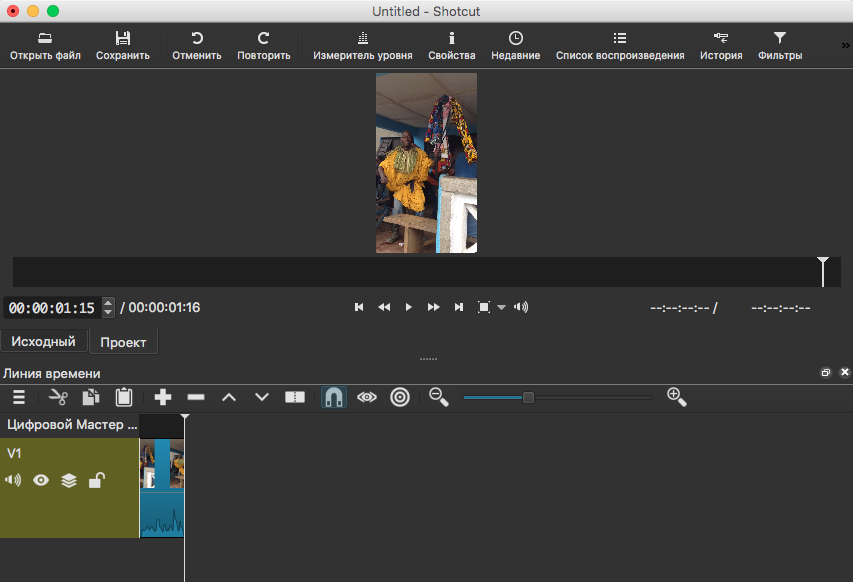 Untitled - Shotcut
Открыть файл Сохранить Отменить Повторить Измеритель уровня Свойства Недавние Список воспроизведения История Фильтры
00:00:01:15 / 00:00:01:16 --:--:--:-- / --:--:--:--
Исходный Проект
Линия времени
Цифровой Мастер ...
V1